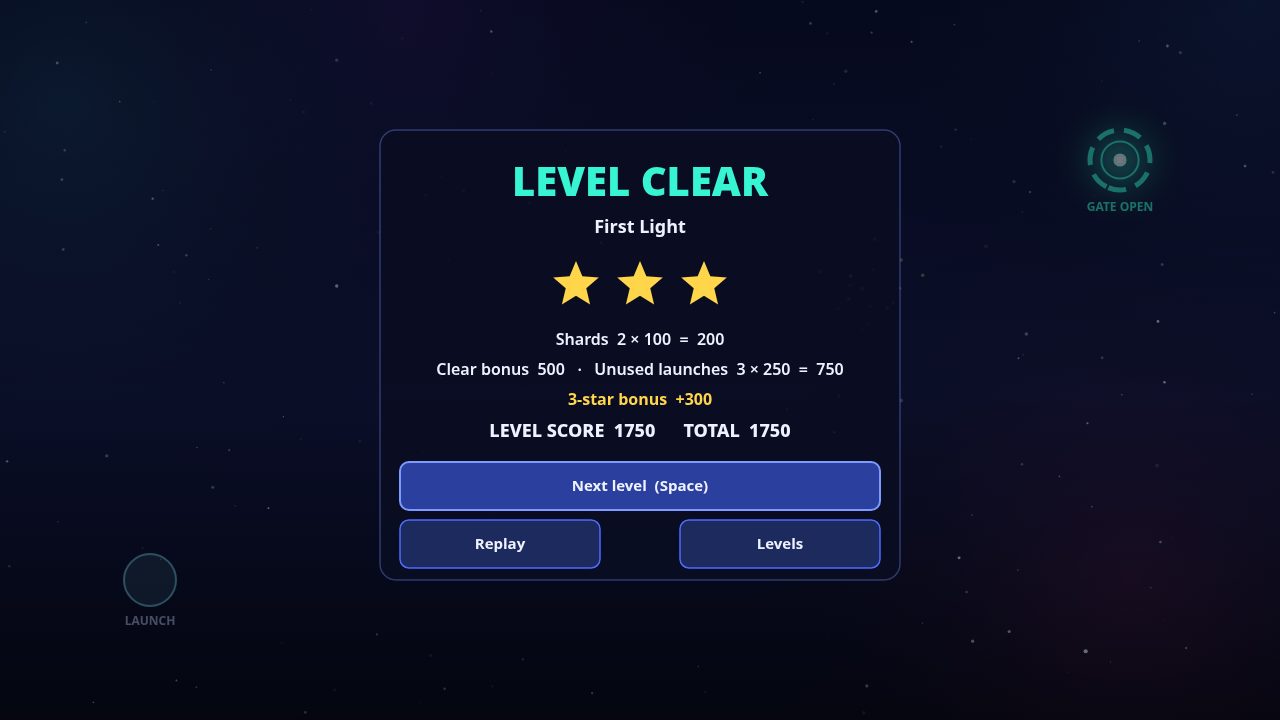 LEVEL CLEAR
First Light
GATE OPEN
Shards 2 × 100 = 200
Clear bonus 500 · Unused launches 3 × 250 = 750
3-star bonus +300
LEVEL SCORE 1750 TOTAL 1750
Next level (Space)
Replay
Levels
LAUNCH